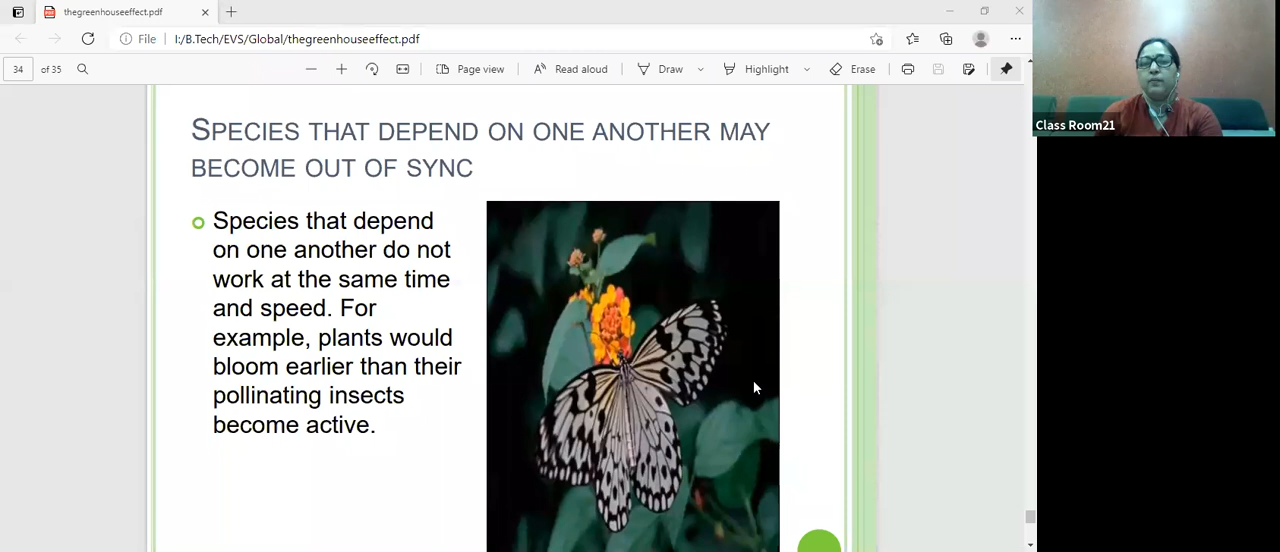 thegreenhouseeffect.pdf
File I:/B.Tech/EVS/Global/thegreenhouseeffect.pdf
34 of 35 Page view Read aloud Draw Highlight Erase
Class Room21
SPECIES THAT DEPEND ON ONE ANOTHER MAY
BECOME OUT OF SYNC
Species that depend
on one another do not
work at the same time
and speed. For
example, plants would
bloom earlier than their
pollinating insects
become active.